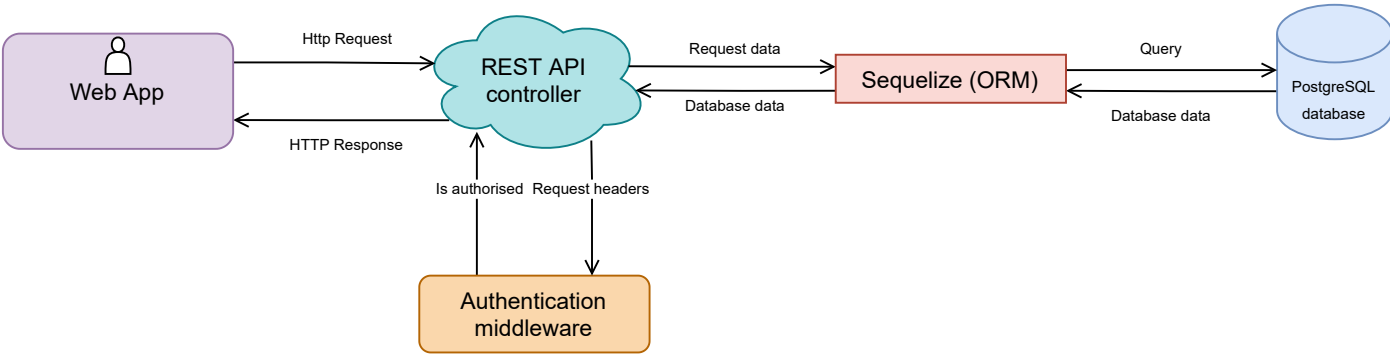 Web App
Http Request
HTTP Response
REST API
controller
Request data
Database data
Sequelize (ORM)
Query
Database data
PostgreSQL
database
Is authorised
Request headers
Authentication
middleware